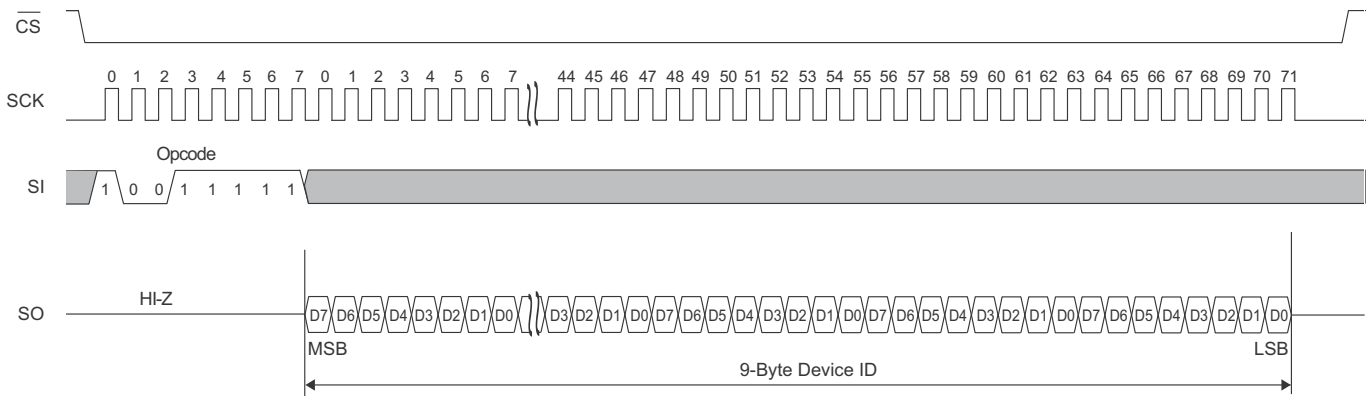 CS
0 1 2 3 4 5 6 7 0 1 2 3 4 5 6 7 44 45 46 47 48 49 50 51 52 53 54 55 56 57 58 59 60 61 62 63 64 65 66 67 68 69 70 71
SCK
Opcode
SI 1 0 0 1 1 1 1 1
HI-Z
SO D7 D6 D5 D4 D3 D2 D1 D0 D3 D2 D1 D0 D7 D6 D5 D4 D3 D2 D1 D0 D7 D6 D5 D4 D3 D2 D1 D0 D7 D6 D5 D4 D3 D2 D1 D0
MSB LSB
9-Byte Device ID